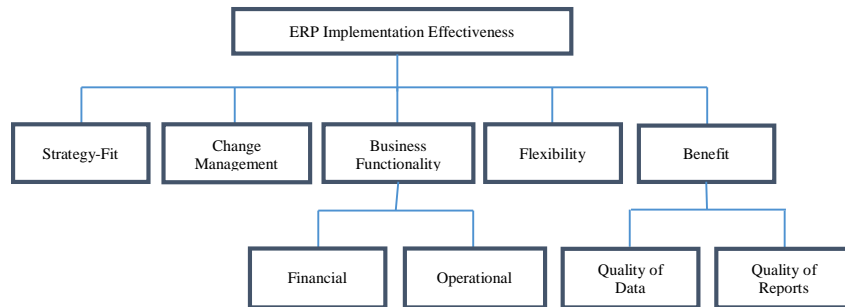 ERP Implementation Effectiveness
Strategy-Fit
Change
Management
Business
Functionality
Flexibility
Benefit
Financial
Operational
Quality of
Data
Quality of
Reports